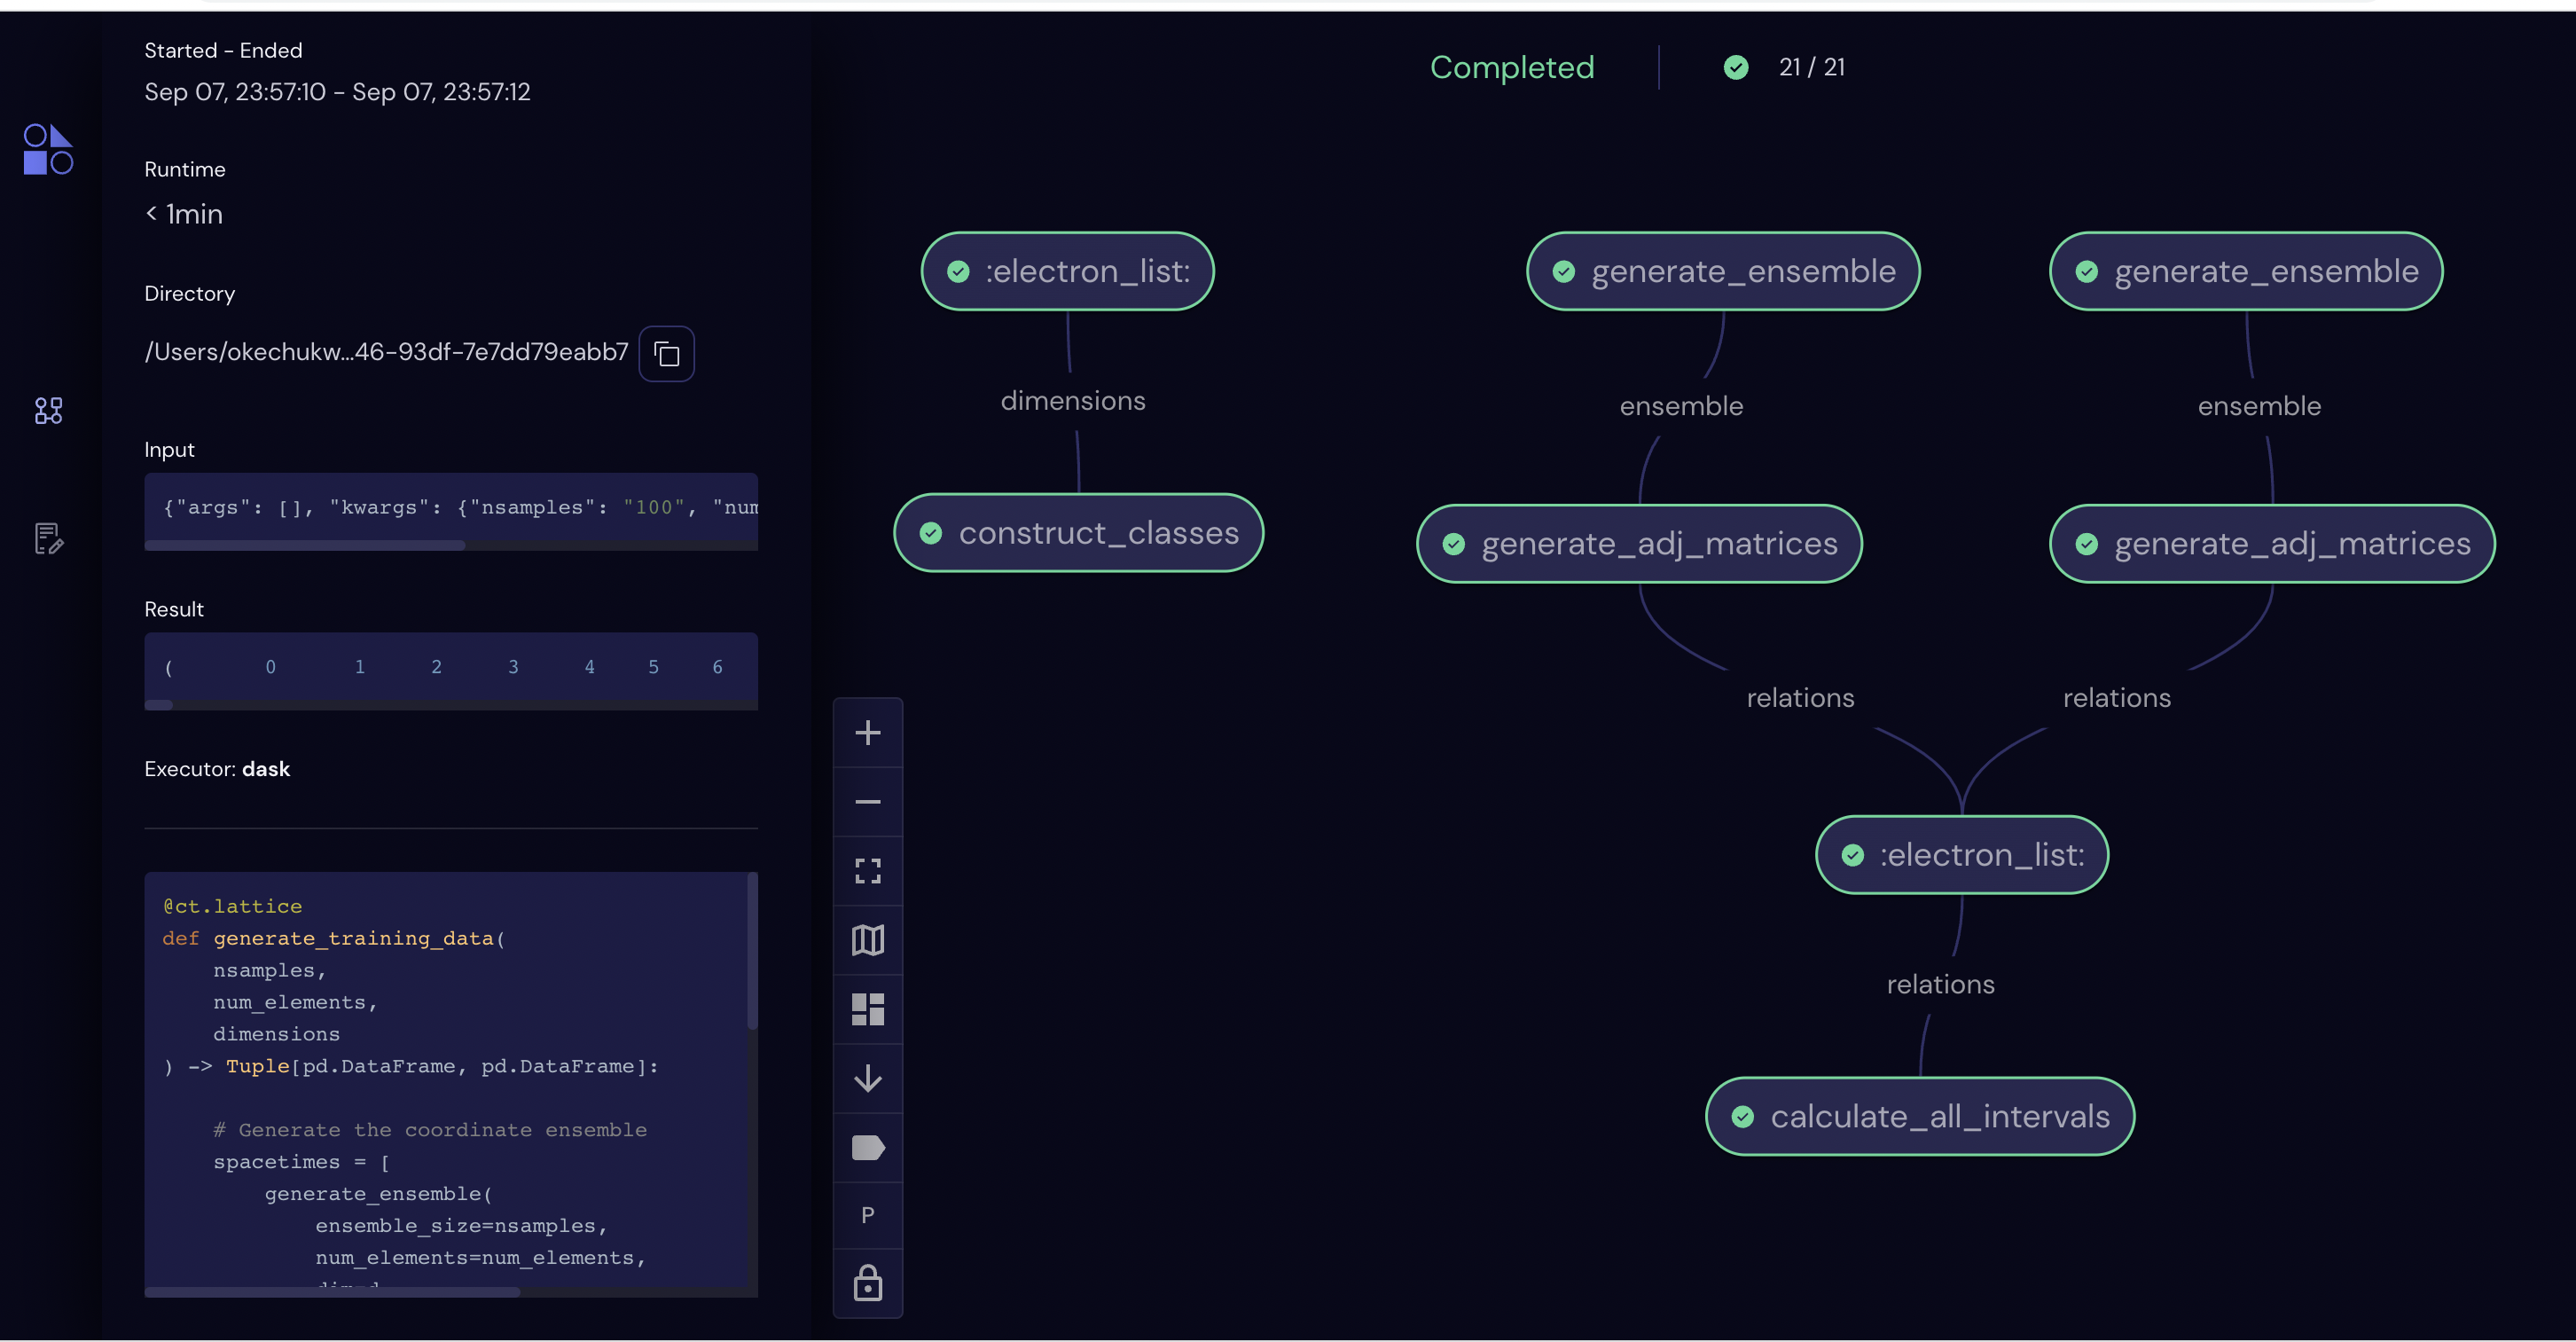 Started - Ended
Sep 07, 23:57:10 - Sep 07, 23:57:12
Runtime
< 1min
Directory
/Users/okechukw...46-93df-7e7dd79eabb7
Input
{"args": [], "kwargs": {"nsamples": "100", "num
Result
( 0 1 2 3 4 5 6
Executor: dask
@ct.lattice
def generate_training_data(
    nsamples,
    num_elements,
    dimensions
) -> Tuple[pd.DataFrame, pd.DataFrame]:
    # Generate the coordinate ensemble
    spacetimes = [
        generate_ensemble(
            ensemble_size=nsamples,
            num_elements=num_elements,
P
Completed
21 / 21
:electron_list:
generate_ensemble
generate_ensemble
dimensions
ensemble
ensemble
construct_classes
generate_adj_matrices
generate_adj_matrices
relations
relations
:electron_list:
relations
calculate_all_intervals